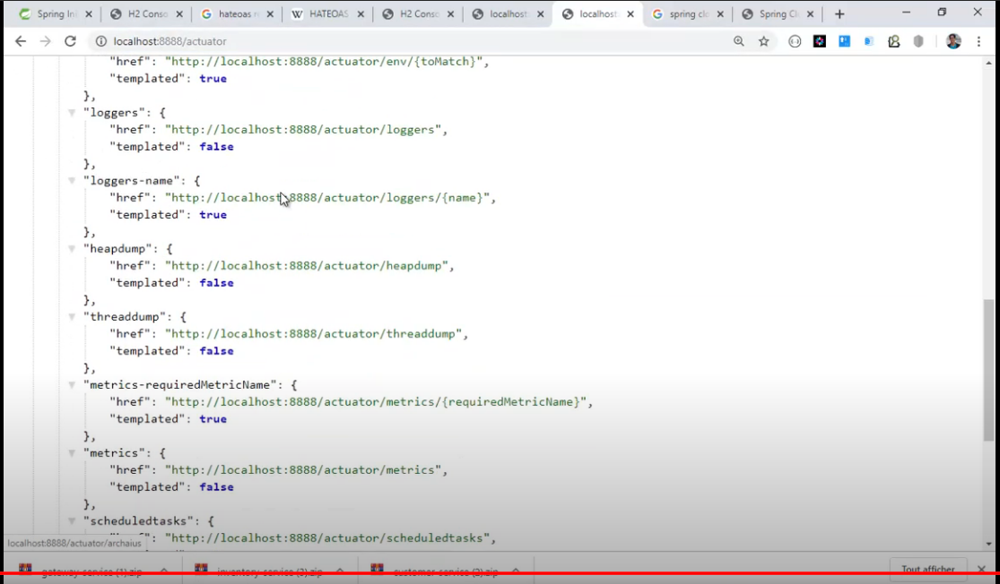 Spring Ini
H2 Conso
hateoas re
HATEOAS
H2 Conso
localhost:
localhost:
spring clo
Spring Clo
localhost:8888/actuator
"href": "http://localhost:8888/actuator/env/{toMatch}",
"templated": true
},
"loggers": {
"href": "http://localhost:8888/actuator/loggers",
"templated": false
},
"loggers-name": {
"href": "http://localhost:8888/actuator/loggers/{name}",
"templated": true
},
"heapdump": {
"href": "http://localhost:8888/actuator/heapdump",
"templated": false
},
"threaddump": {
"href": "http://localhost:8888/actuator/threaddump",
"templated": false
},
"metrics-requiredMetricName": {
"href": "http://localhost:8888/actuator/metrics/{requiredMetricName}",
"templated": true
},
"metrics": {
"href": "http://localhost:8888/actuator/metrics",
"templated": false
},
"scheduledtasks": {
": "http://localhost:8888/actuator/scheduledtasks",
localhost:8888/actuator/archaius
gateway-service (1).zip
inventory-service (3).zip
customer-service (2).zip
Tout afficher